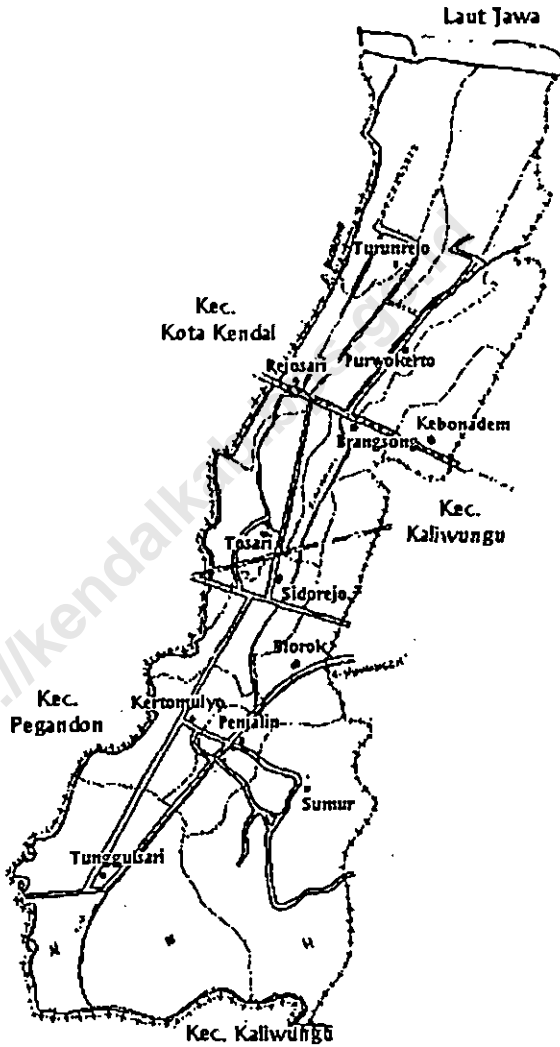 Laut Jawa
Turunrejo
Kec.
Kota Kendal
Rejosari
Purwokerto
Brangsong
Kebonadem
Kec.
Kaliwungu
Tosari
Sidorejo
Blorok
Kec.
Pegandon
Kertomulyo
Penjalin
Sumur
Tunggulsari
Kec. Kaliwungu